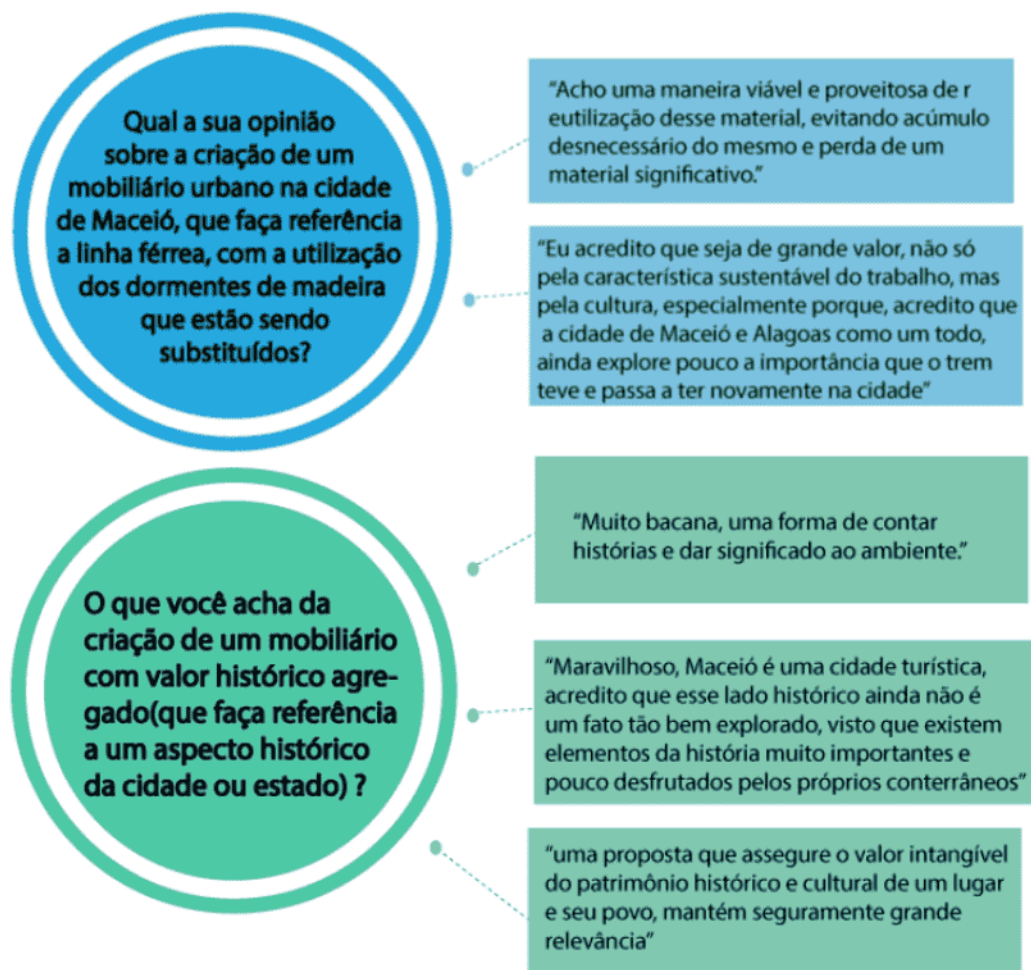 Qual a sua opinião
sobre a criação de um
mobiliário urbano na cidade
de Maceió, que faça referência
a linha férrea, com a utilização
dos dormentes de madeira
que estão sendo
substituídos?
“Acho uma maneira viável e proveitosa de r
eutilização desse material, evitando acúmulo
desnecessário do mesmo e perda de um
material significativo.”
“Eu acredito que seja de grande valor, não só
pela característica sustentável do trabalho, mas
pela cultura, especialmente porque, acredito que
a cidade de Maceió e Alagoas como um todo,
ainda explore pouco a importância que o trem
teve e passa a ter novamente na cidade”
O que você acha da
criação de um mobiliário
com valor histórico agre-
gado(que faça referência
a um aspecto histórico
da cidade ou estado) ?
“Muito bacana, uma forma de contar
histórias e dar significado ao ambiente.”
“Maravilhoso, Maceió é uma cidade turística,
acredito que esse lado histórico ainda não é
um fato tão bem explorado, visto que existem
elementos da história muito importantes e
pouco desfrutados pelos próprios conterrâneos”
“uma proposta que assegure o valor intangível
do patrimônio histórico e cultural de um lugar
e seu povo, mantém seguramente grande
relevância”